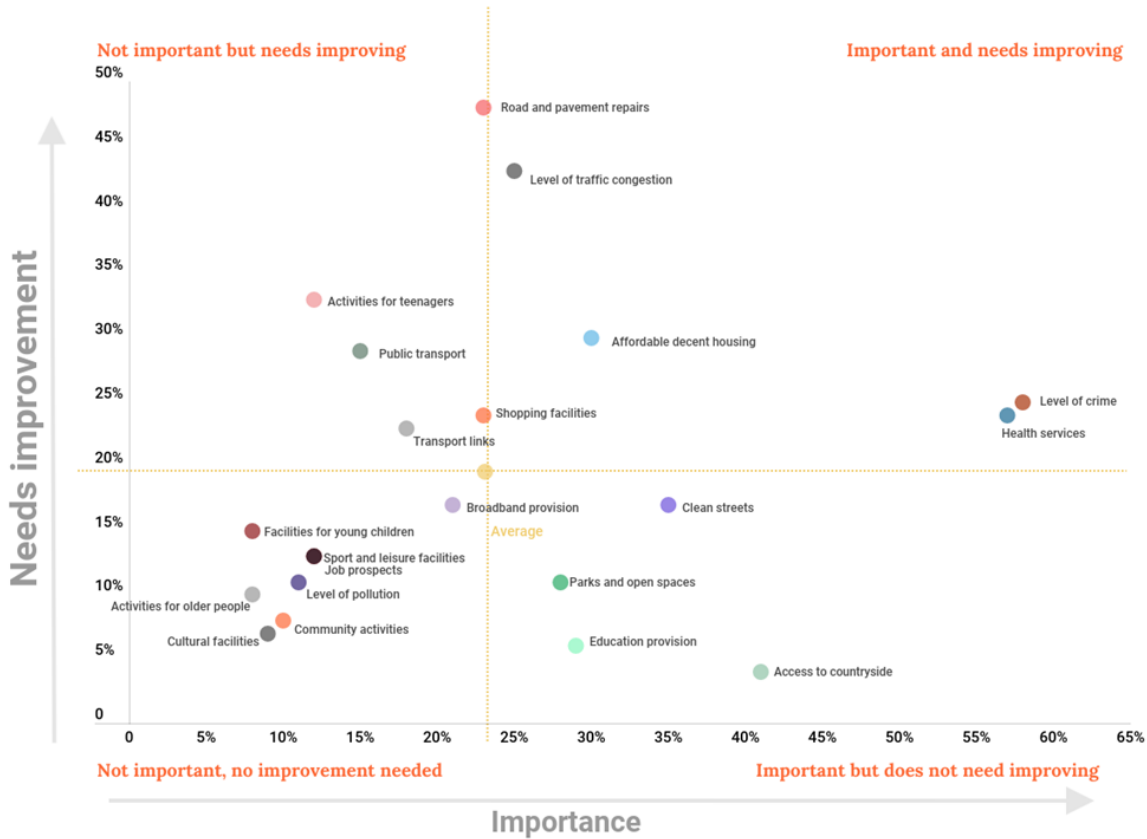 Not important but needs improving
Important and needs improving
50%
Road and pavement repairs
45%
Level of traffic congestion
40%
35%
Activities for teenagers
30%
Affordable decent housing
Public transport
25%
Level of crime
Shopping facilities
Health services
Transport links
20%
Needs improvement
Broadband provision
Clean streets
15%
Average
Facilities for young children
Sport and leisure facilities
Job prospects
10%
Parks and open spaces
Level of pollution
Activities for older people
Community activities
Cultural facilities
Education provision
5%
Access to countryside
0
0 5% 10% 15% 20% 25% 30% 35% 40% 45% 50% 55% 60% 65%
Not important, no improvement needed
Important but does not need improving
Importance